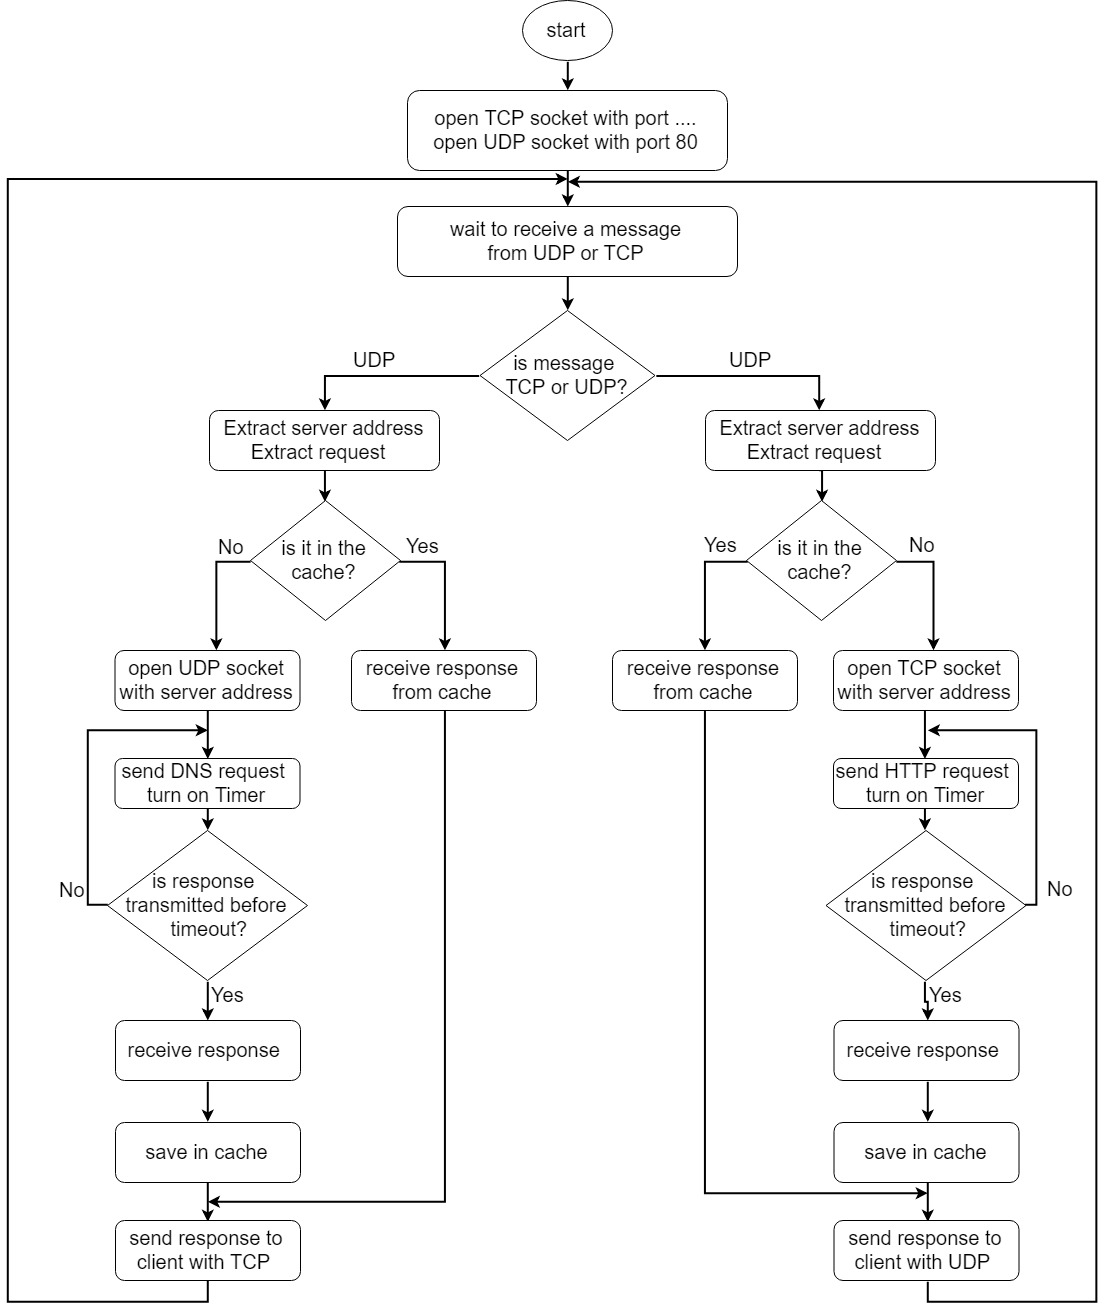 start
open TCP socket with port ....
open UDP socket with port 80
wait to receive a message
from UDP or TCP
is message
TCP or UDP?
UDP
UDP
Extract server address
Extract request
Extract server address
Extract request
is it in the
cache?
No
Yes
is it in the
cache?
Yes
No
open UDP socket
with server address
receive response
from cache
receive response
from cache
open TCP socket
with server address
send DNS request
turn on Timer
send HTTP request
turn on Timer
is response
transmitted before
timeout?
No
is response
transmitted before
timeout?
No
Yes
Yes
receive response
receive response
save in cache
save in cache
send response to
client with TCP
send response to
client with UDP